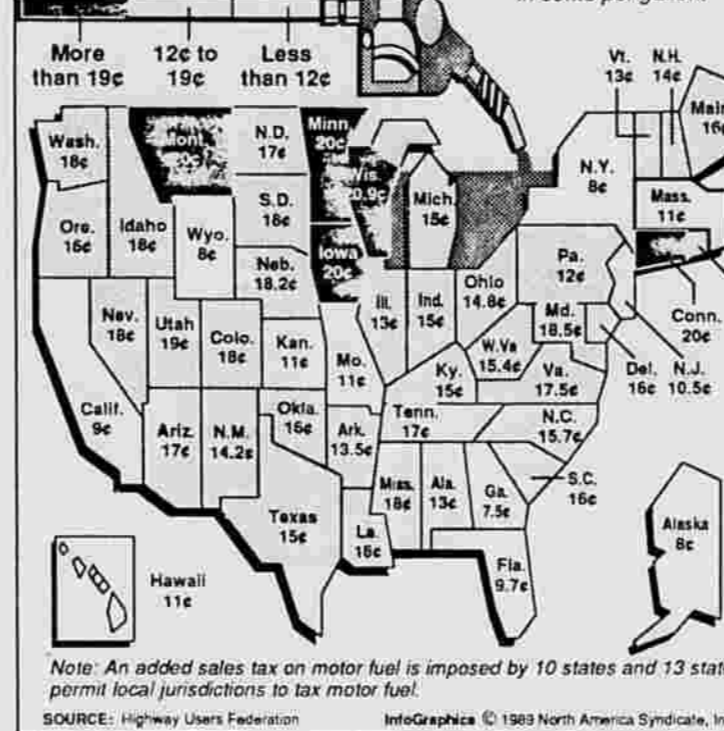 More than 19¢
12¢ to 19¢
Less than 12¢
Vt. 13¢
N.H. 14¢
Wash. 18¢
Mont. 20¢
N.D. 17¢
Minn. 20¢
N.Y. 8¢
Ore. 16¢
Idaho 18¢
Wyo. 8¢
S.D. 18¢
Wis. 20.9¢
Mich. 15¢
Mass. 11¢
Neb. 18.2¢
Iowa 20¢
Pa. 12¢
Nev. 18¢
Utah 19¢
Colo. 18¢
Kan. 11¢
Ill. 13¢
Ind. 15¢
Ohio 14.8¢
Md. 18.5¢
Conn. 20¢
Mo. 11¢
W.Va 15.4¢
Ky. 15¢
Va. 17.5¢
Del. 16¢
N.J. 10.5¢
Calif. 9¢
Ariz. 17¢
N.M. 14.2¢
Okla. 16¢
Ark. 13.5¢
Tenn. 17¢
N.C. 15.7¢
S.C. 16¢
Texas 15¢
La. 16¢
Miss. 18¢
Ala. 13¢
Ga. 7.5¢
Fla. 9.7¢
Alaska 8¢
Hawaii 11¢
Note: An added sales tax on motor fuel is imposed by 10 states and 13 stat
permit local jurisdictions to tax motor fuel.
SOURCE: Highway Users Federation
InfoGraphics © 1989 North America Syndicate, In